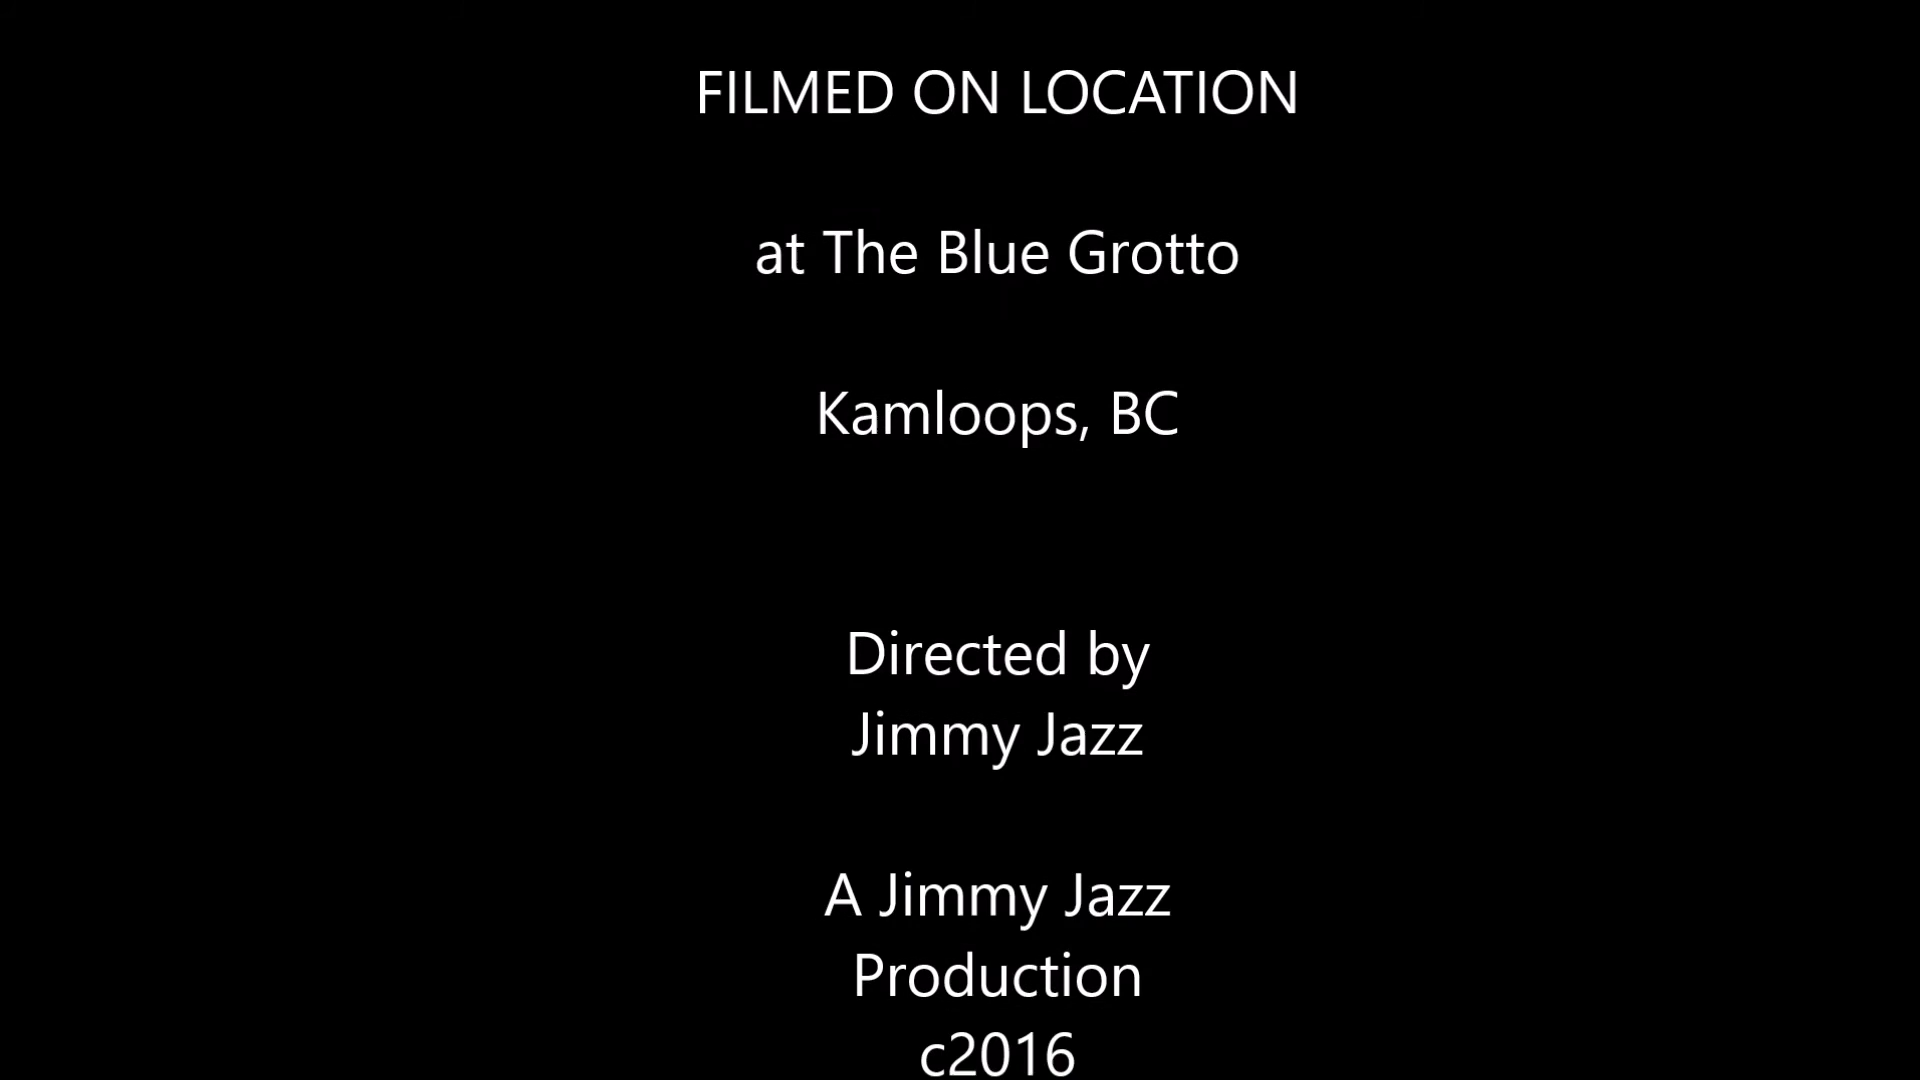 FILMED ON LOCATION
at The Blue Grotto
Kamloops, BC
Directed by
Jimmy Jazz
A Jimmy Jazz
Production
c2016